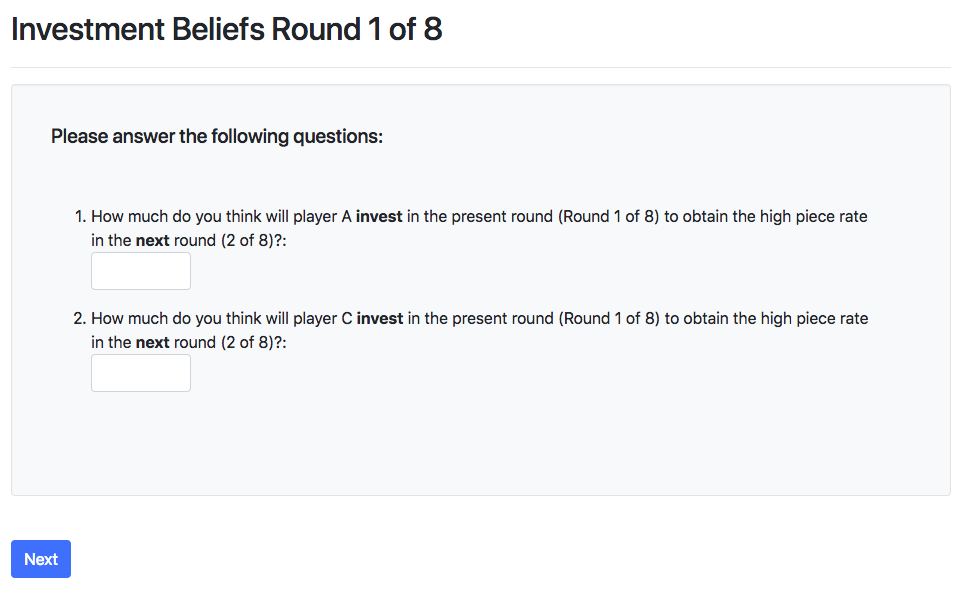 Investment Beliefs Round 1 of 8
Please answer the following questions:
1. How much do you think will player A invest in the present round (Round 1 of 8) to obtain the high piece rate
in the next round (2 of 8)?:
2. How much do you think will player C invest in the present round (Round 1 of 8) to obtain the high piece rate
in the next round (2 of 8)?:
Next